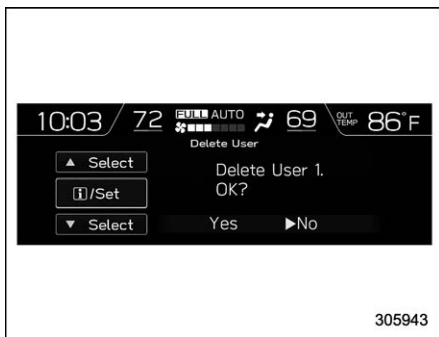 10:03 72 FULL AUTO 69 OUT TEMP 86°F
Delete User
▲ Select
Delete User 1.
OK?
i/Set
▼ Select
Yes ▶No
305943